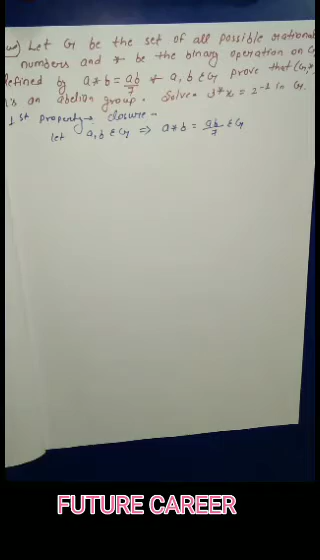 Let G be the set of all possible rational
numbers and * be the binary operation on G
defined by a * b = ab/7 ∀ a, b ∈ G prove that (G, *)
is an abelian group. Solve 3 * x = 2⁻¹ in G.
1st property → closure -
let a, b ∈ G ⇒ a * b = ab/7 ∈ G
FUTURE CAREER